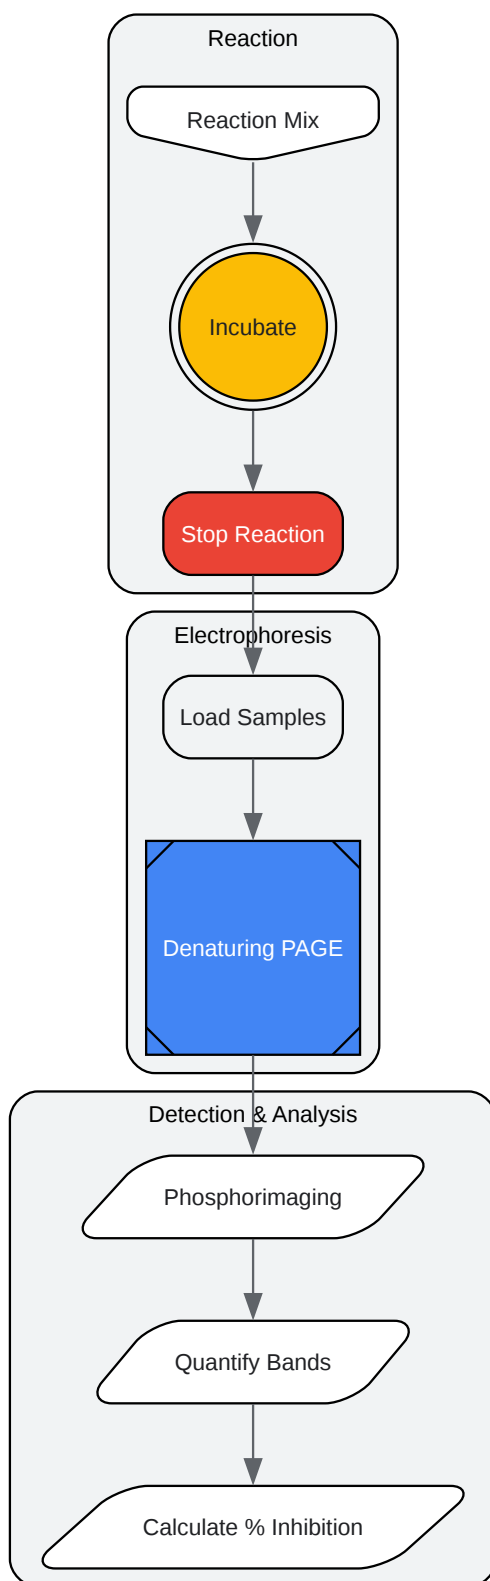 Reaction
Reaction Mix
Incubate
Stop Reaction
Electrophoresis
Load Samples
Denaturing PAGE
Detection & Analysis
Phosphorimaging
Quantify Bands
Calculate % Inhibition